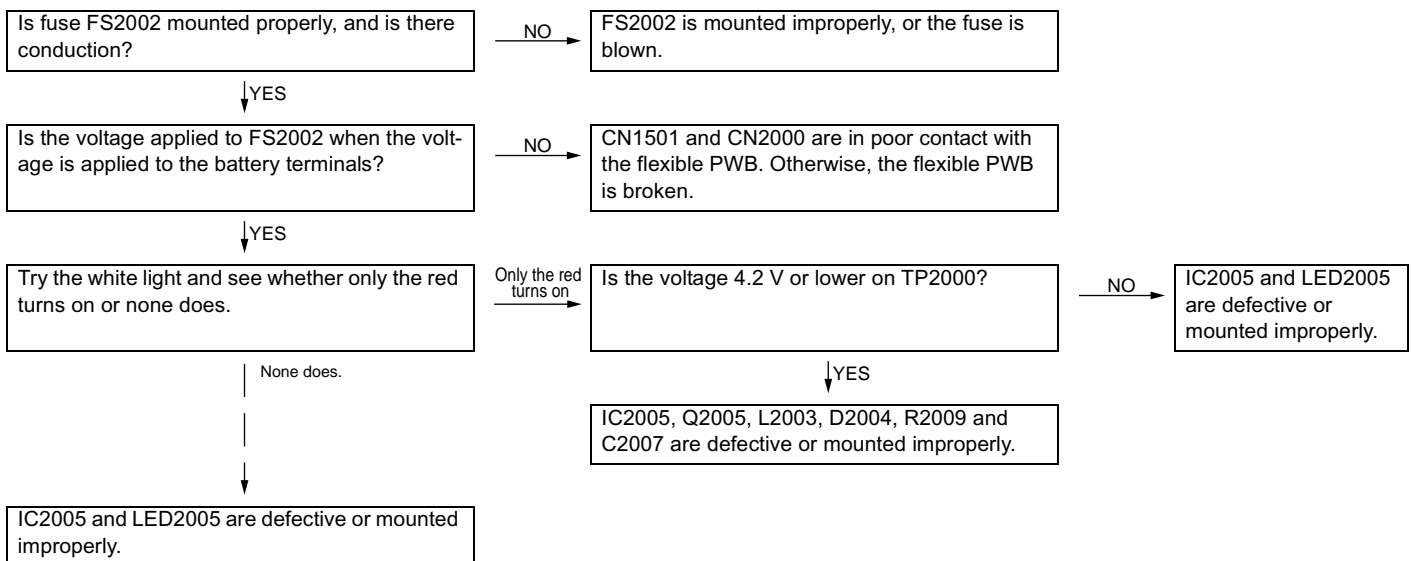 Is fuse FS2002 mounted properly, and is there
conduction?
NO
FS2002 is mounted improperly, or the fuse is
blown.
YES
Is the voltage applied to FS2002 when the volt-
age is applied to the battery terminals?
NO
CN1501 and CN2000 are in poor contact with
the flexible PWB. Otherwise, the flexible PWB
is broken.
YES
Try the white light and see whether only the red
turns on or none does.
Only the red
turns on
Is the voltage 4.2 V or lower on TP2000?
NO
IC2005 and LED2005
are defective or
mounted improperly.
None does.
YES
IC2005, Q2005, L2003, D2004, R2009 and
C2007 are defective or mounted improperly.
IC2005 and LED2005 are defective or mounted
improperly.